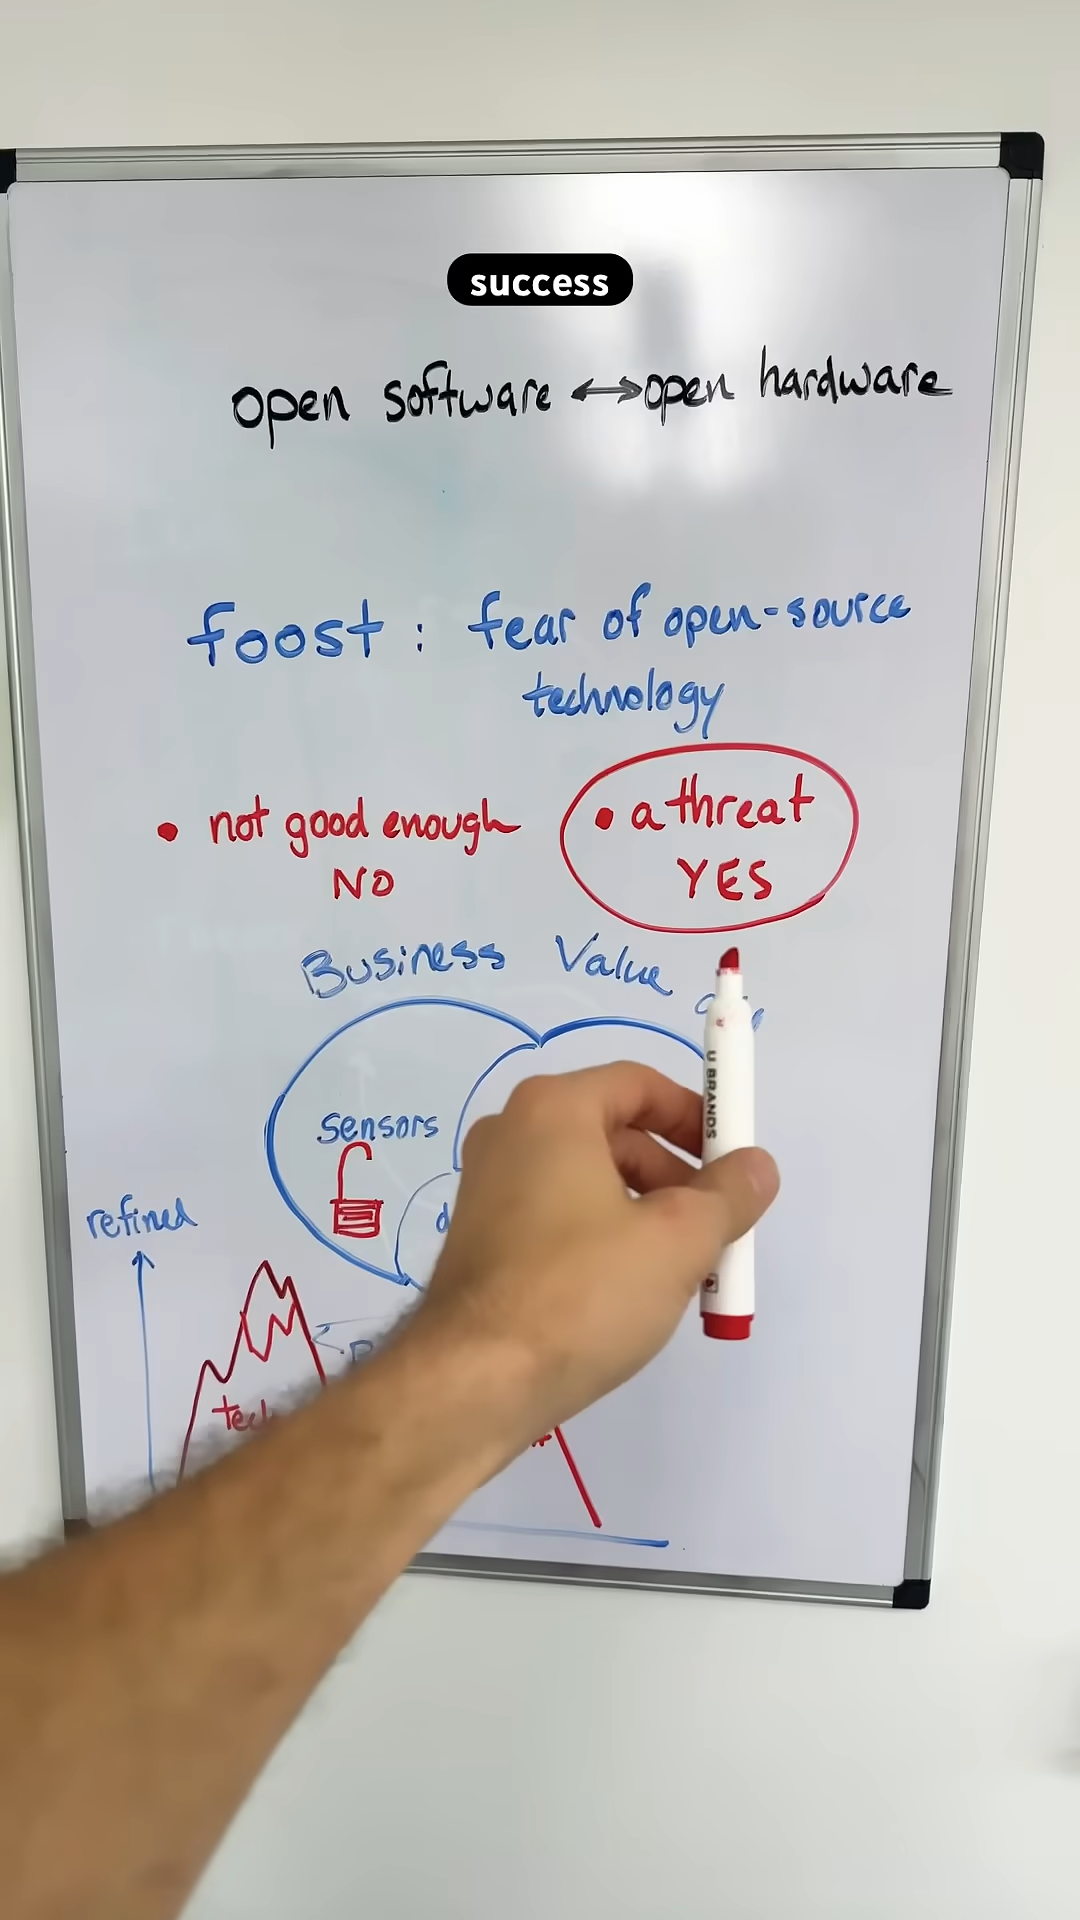 success
open software ↔ open hardware
foost : fear of open-source
technology
• not good enough
NO
• a threat
YES
Business Value
sensors
refined
U BRANDS